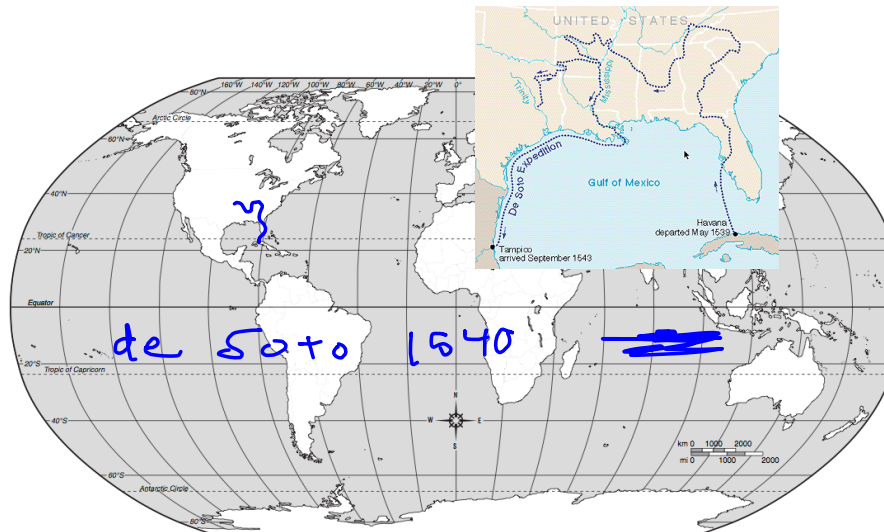 UNITED STATES
Trinity
Mississippi
De Soto Expedition
Gulf of Mexico
Havana
departed May 1539
Tampico
arrived September 1543
160°W 140°W 120°W 100°W 80°W 60°W 40°W 20°W 0°
80°N
Arctic Circle
60°N
40°N
Tropic of Cancer
20°N
Equator
de Soto 1540
20°S
Tropic of Capricorn
N
W E
S
40°S
km 0 1000 2000
mi 0 1000 2000
60°S
Antarctic Circle
80°S